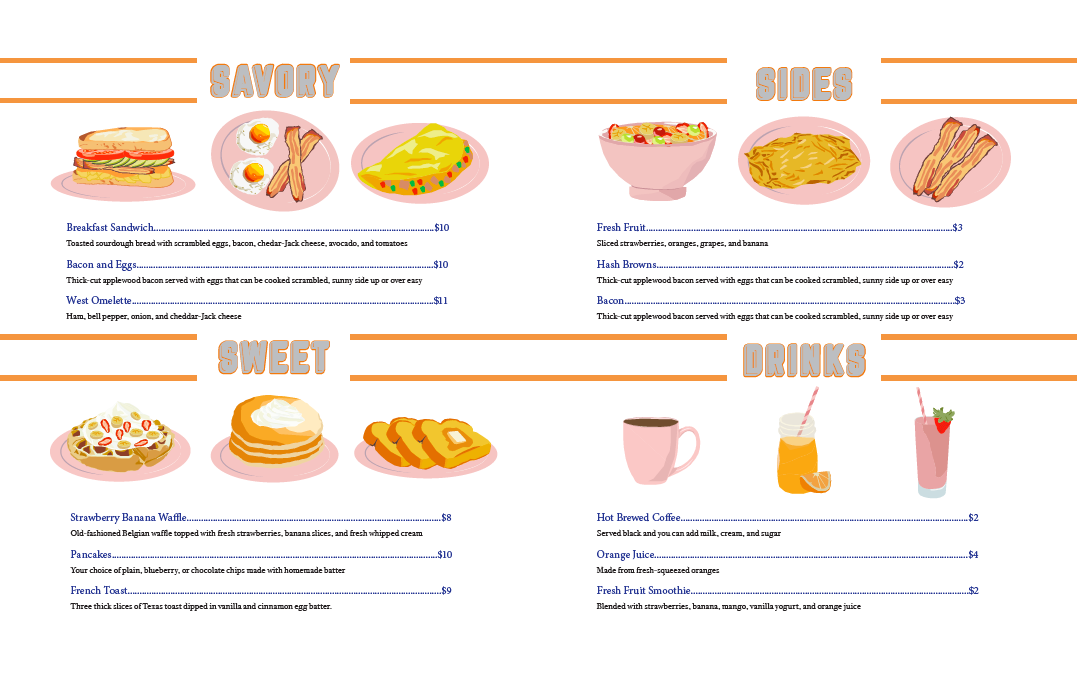 SAVORY
Breakfast Sandwich....................$10
Toasted sourdough bread with scrambled eggs, bacon, chedar-Jack cheese, avocado, and tomatoes
Bacon and Eggs....................$10
Thick-cut applewood bacon served with eggs that can be cooked scrambled, sunny side up or over easy
West Omelette....................$11
Ham, bell pepper, onion, and cheddar-Jack cheese
SIDES
Fresh Fruit....................$3
Sliced strawberries, oranges, grapes, and banana
Hash Browns....................$2
Thick-cut applewood bacon served with eggs that can be cooked scrambled, sunny side up or over easy
Bacon....................$3
Thick-cut applewood bacon served with eggs that can be cooked scrambled, sunny side up or over easy
SWEET
Strawberry Banana Waffle....................$8
Old-fashioned Belgian waffle topped with fresh strawberries, banana slices, and fresh whipped cream
Pancakes....................$10
Your choice of plain, blueberry, or chocolate chips made with homemade batter
French Toast....................$9
Three thick slices of Texas toast dipped in vanilla and cinnamon egg batter.
DRINKS
Hot Brewed Coffee....................$2
Served black and you can add milk, cream, and sugar
Orange Juice....................$4
Made from fresh-squeezed oranges
Fresh Fruit Smoothie....................$2
Blended with strawberries, banana, mango, vanilla yogurt, and orange juice